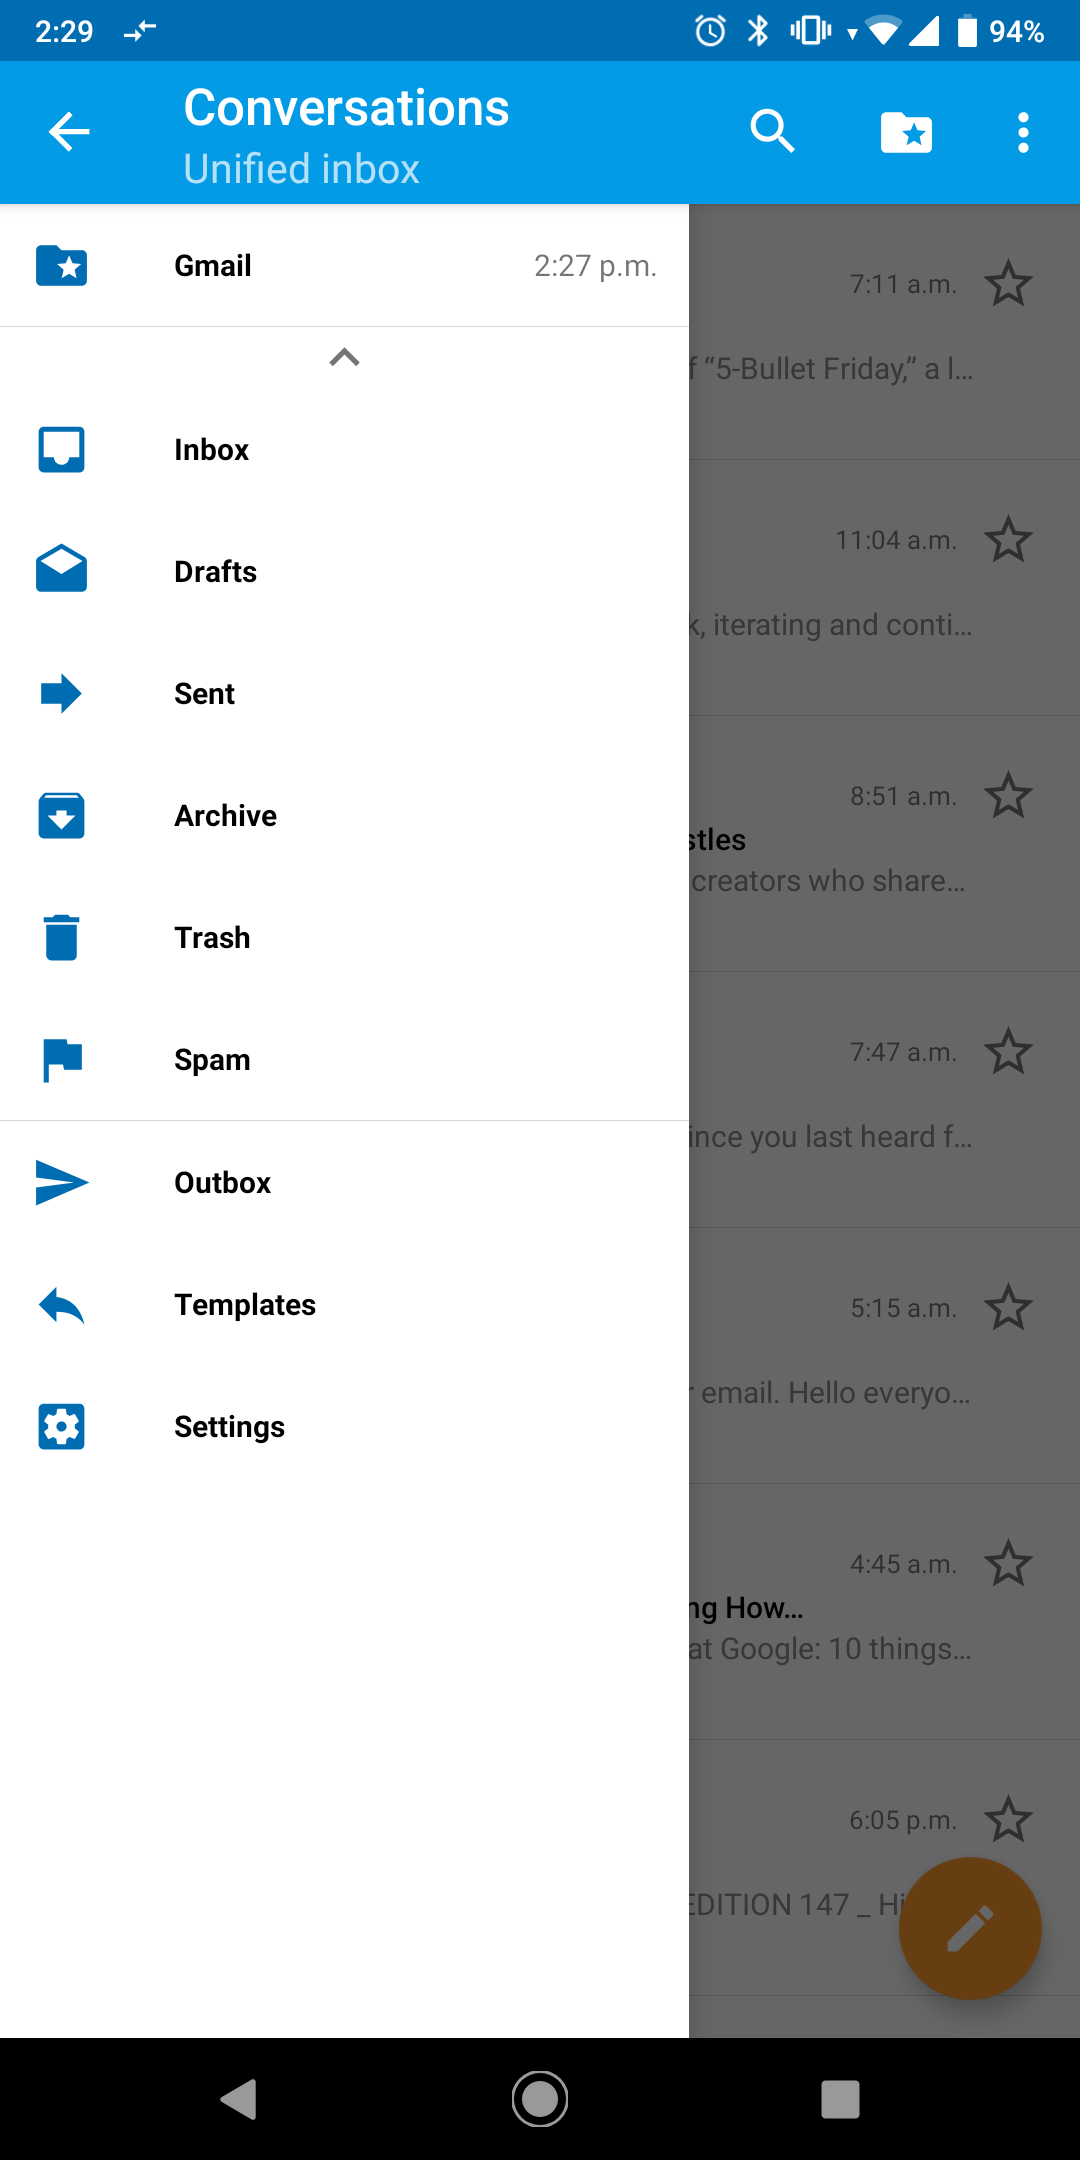 2:29 94%
Conversations
Unified inbox
Gmail 2:27 p.m.
7:11 a.m.
f “5-Bullet Friday,” a l...
Inbox
11:04 a.m.
Drafts
k, iterating and conti...
Sent
8:51 a.m.
Archive
stles
creators who share...
Trash
7:47 a.m.
Spam
ince you last heard f...
Outbox
Templates
5:15 a.m.
r email. Hello everyo...
Settings
4:45 a.m.
ng How...
at Google: 10 things...
6:05 p.m.
EDITION 147 _ Hi